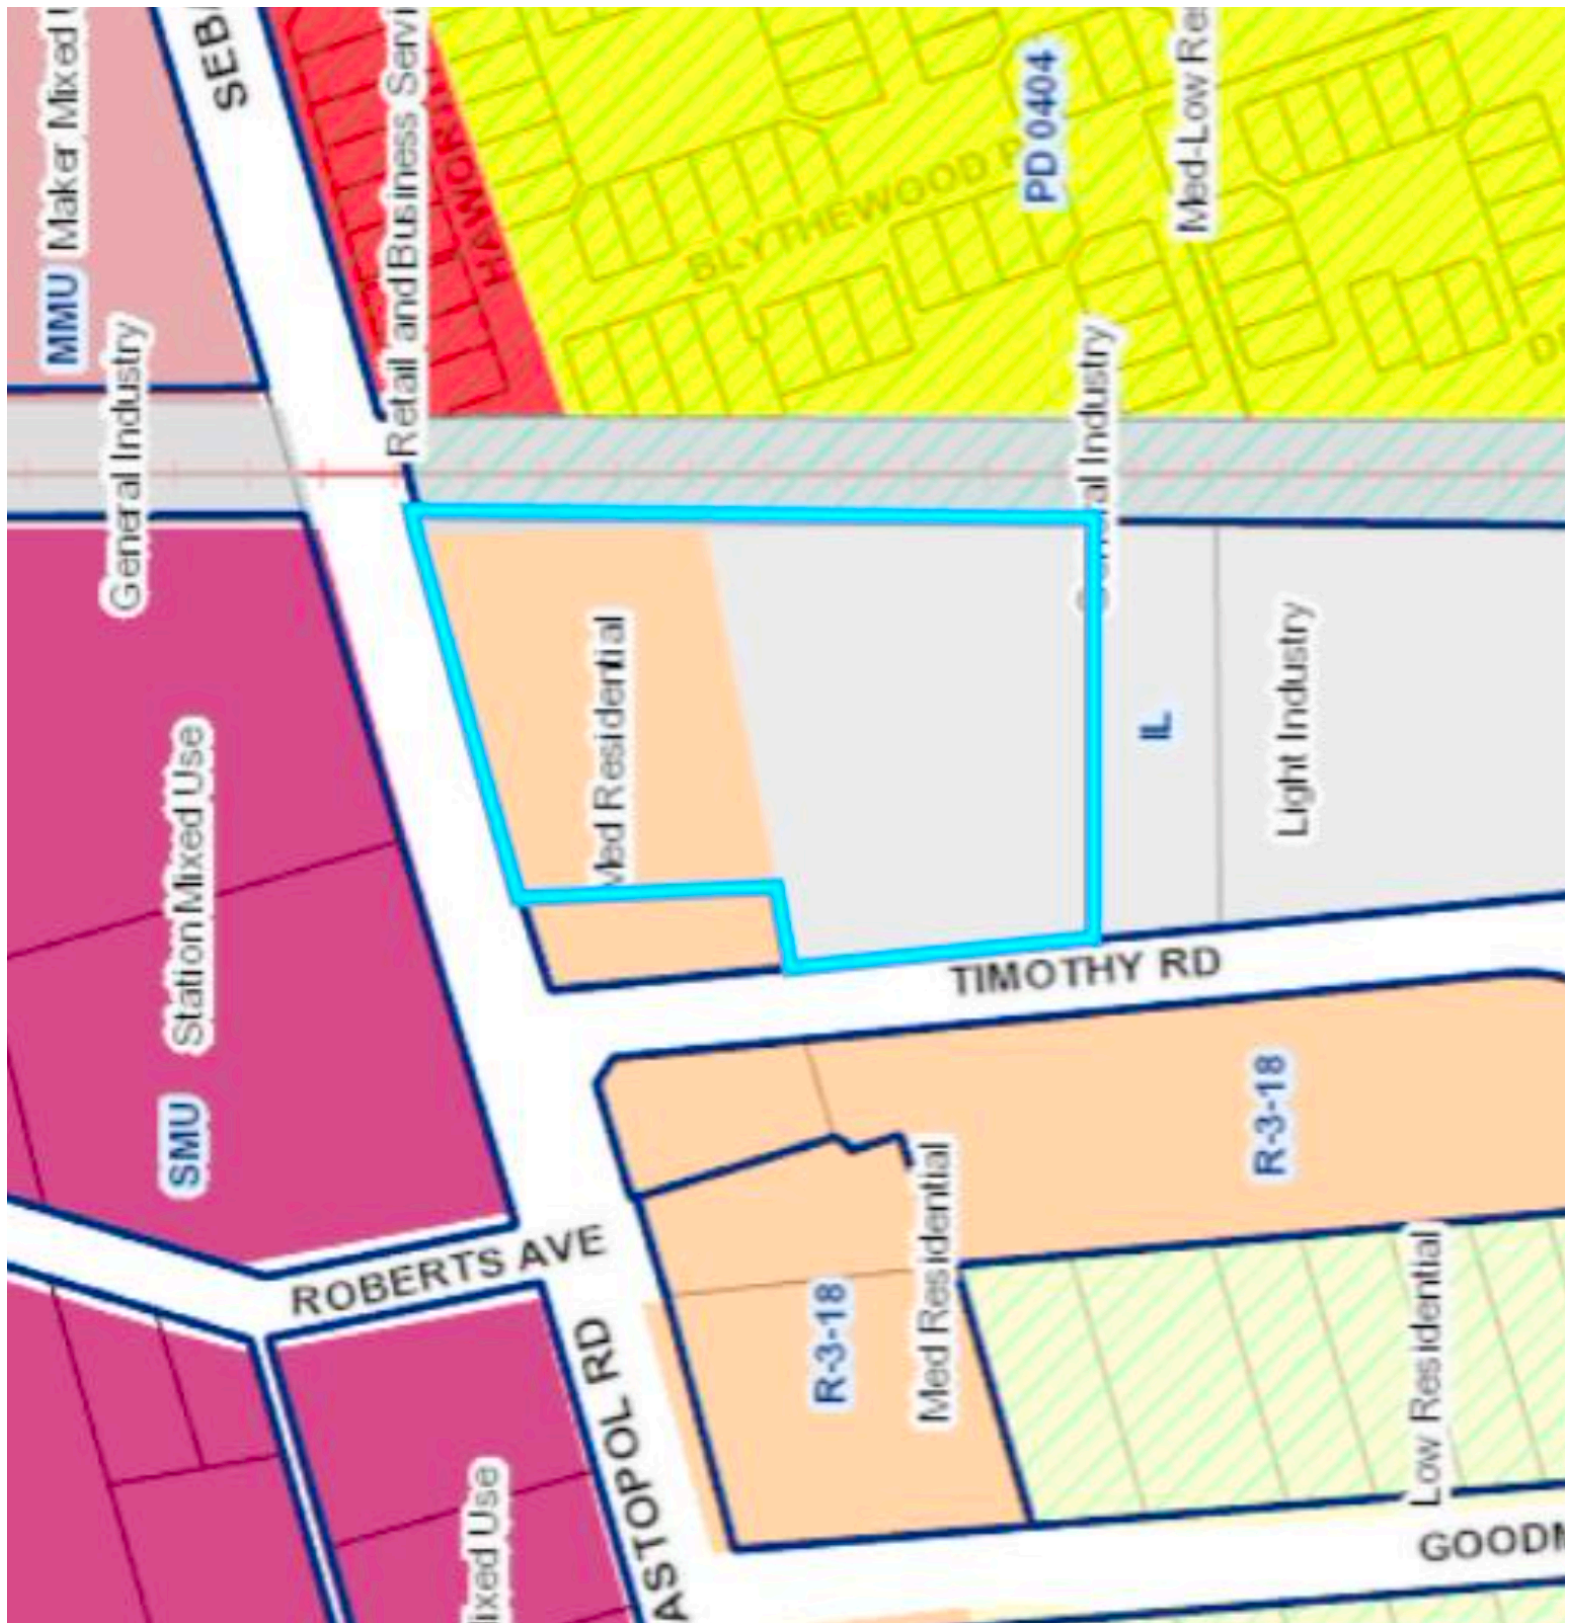 SEB
MMU Maker Mixed U
Retail and Business Servi
HAWOR
BLYTHEWOOD P
PD 0404
Med-Low Res
General Industry
General Industry
Med Residential
IL
Light Industry
SMU Station Mixed Use
TIMOTHY RD
R-3-18
ROBERTS AVE
R-3-18
Med Residential
Low Residential
ASTOPOL RD
ixed Use
GOODM